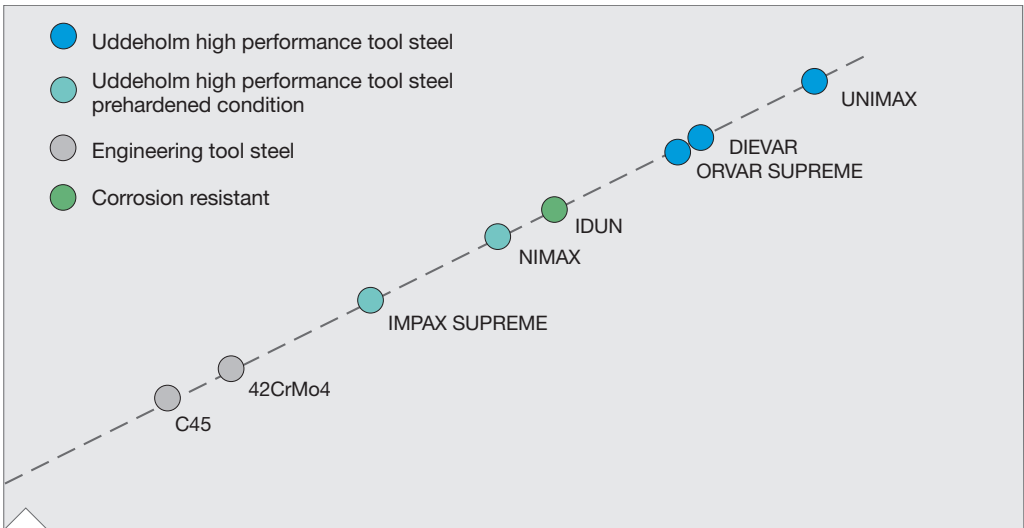 Uddeholm high performance tool steel
Uddeholm high performance tool steel
prehardened condition
Engineering tool steel
Corrosion resistant
UNIMAX
DIEVAR
ORVAR SUPREME
IDUN
NIMAX
IMPAX SUPREME
42CrMo4
C45